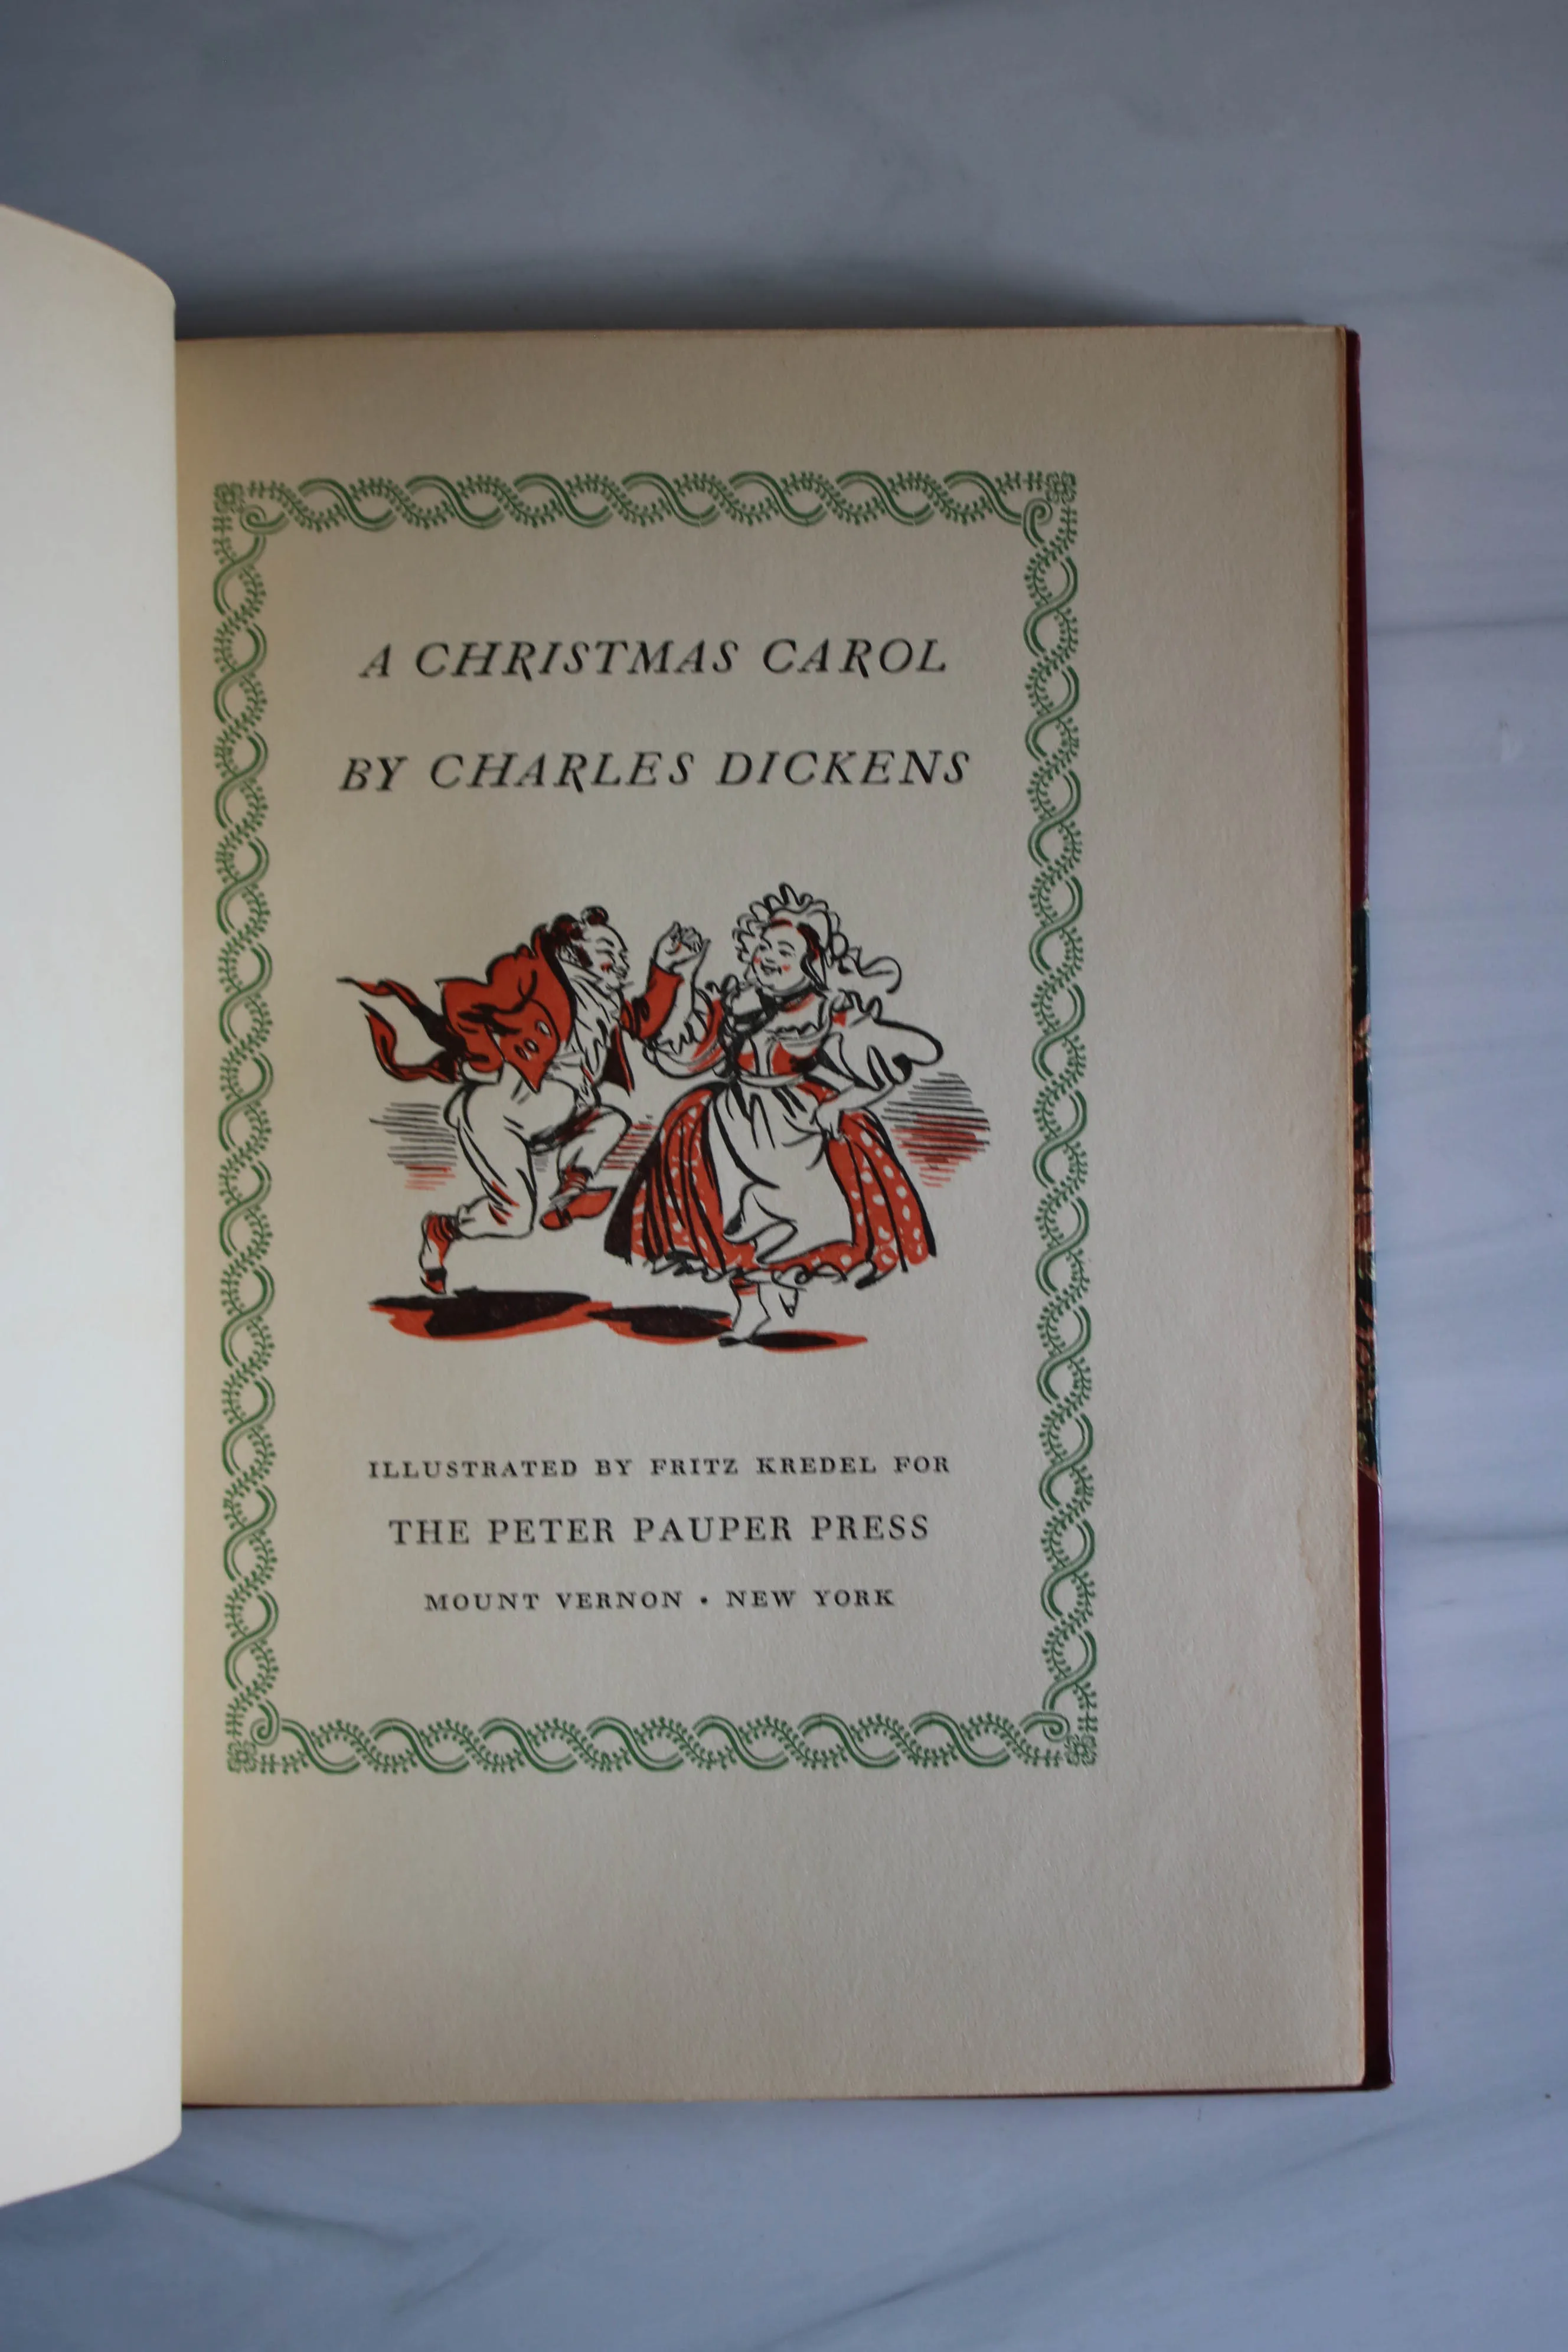 A CHRISTMAS CAROL
BY CHARLES DICKENS
ILLUSTRATED BY FRITZ KREDEL FOR
THE PETER PAUPER PRESS
MOUNT VERNON • NEW YORK